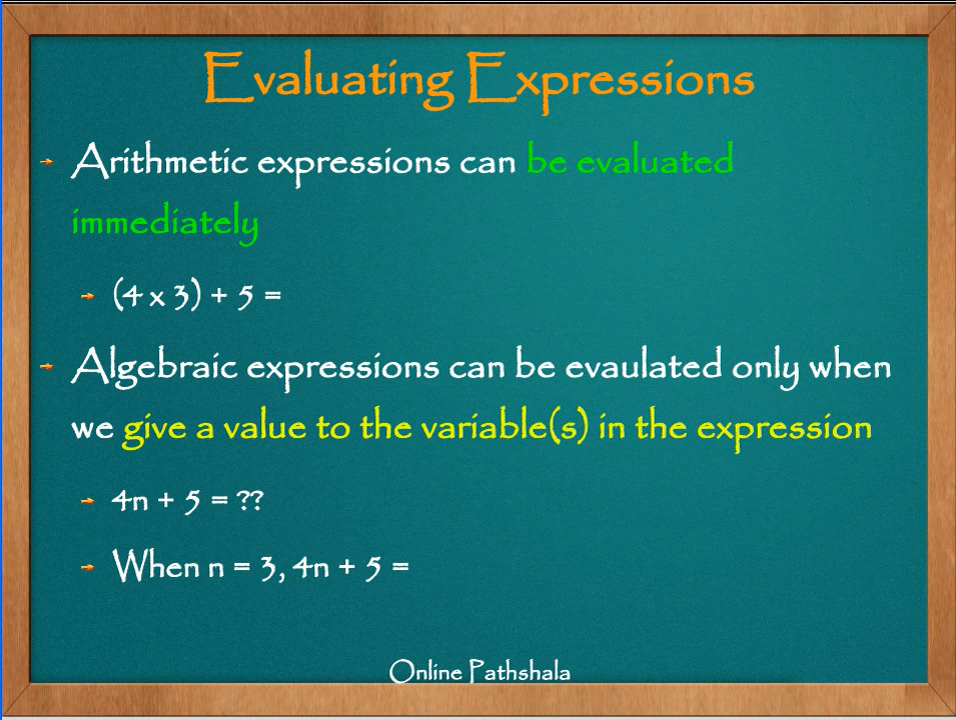 Evaluating Expressions
Arithmetic expressions can be evaluated
immediately
(4 x 3) + 5 =
Algebraic expressions can be evaulated only when
we give a value to the variable(s) in the expression
4n + 5 = ??
When n = 3, 4n + 5 =
Online Pathshala